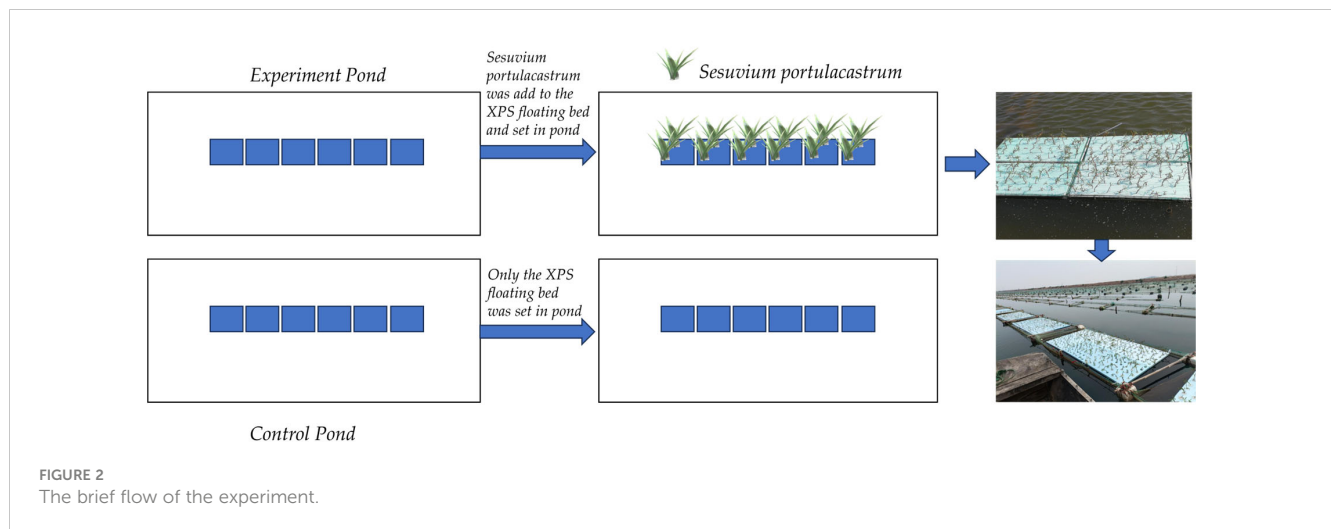 Experiment Pond
Sesuvium
portulacastrum
was add to the
XPS floating bed
and set in pond
Sesuvium portulacastrum
Only the XPS
floating bed
was set in pond
Control Pond
FIGURE 2
The brief flow of the experiment.